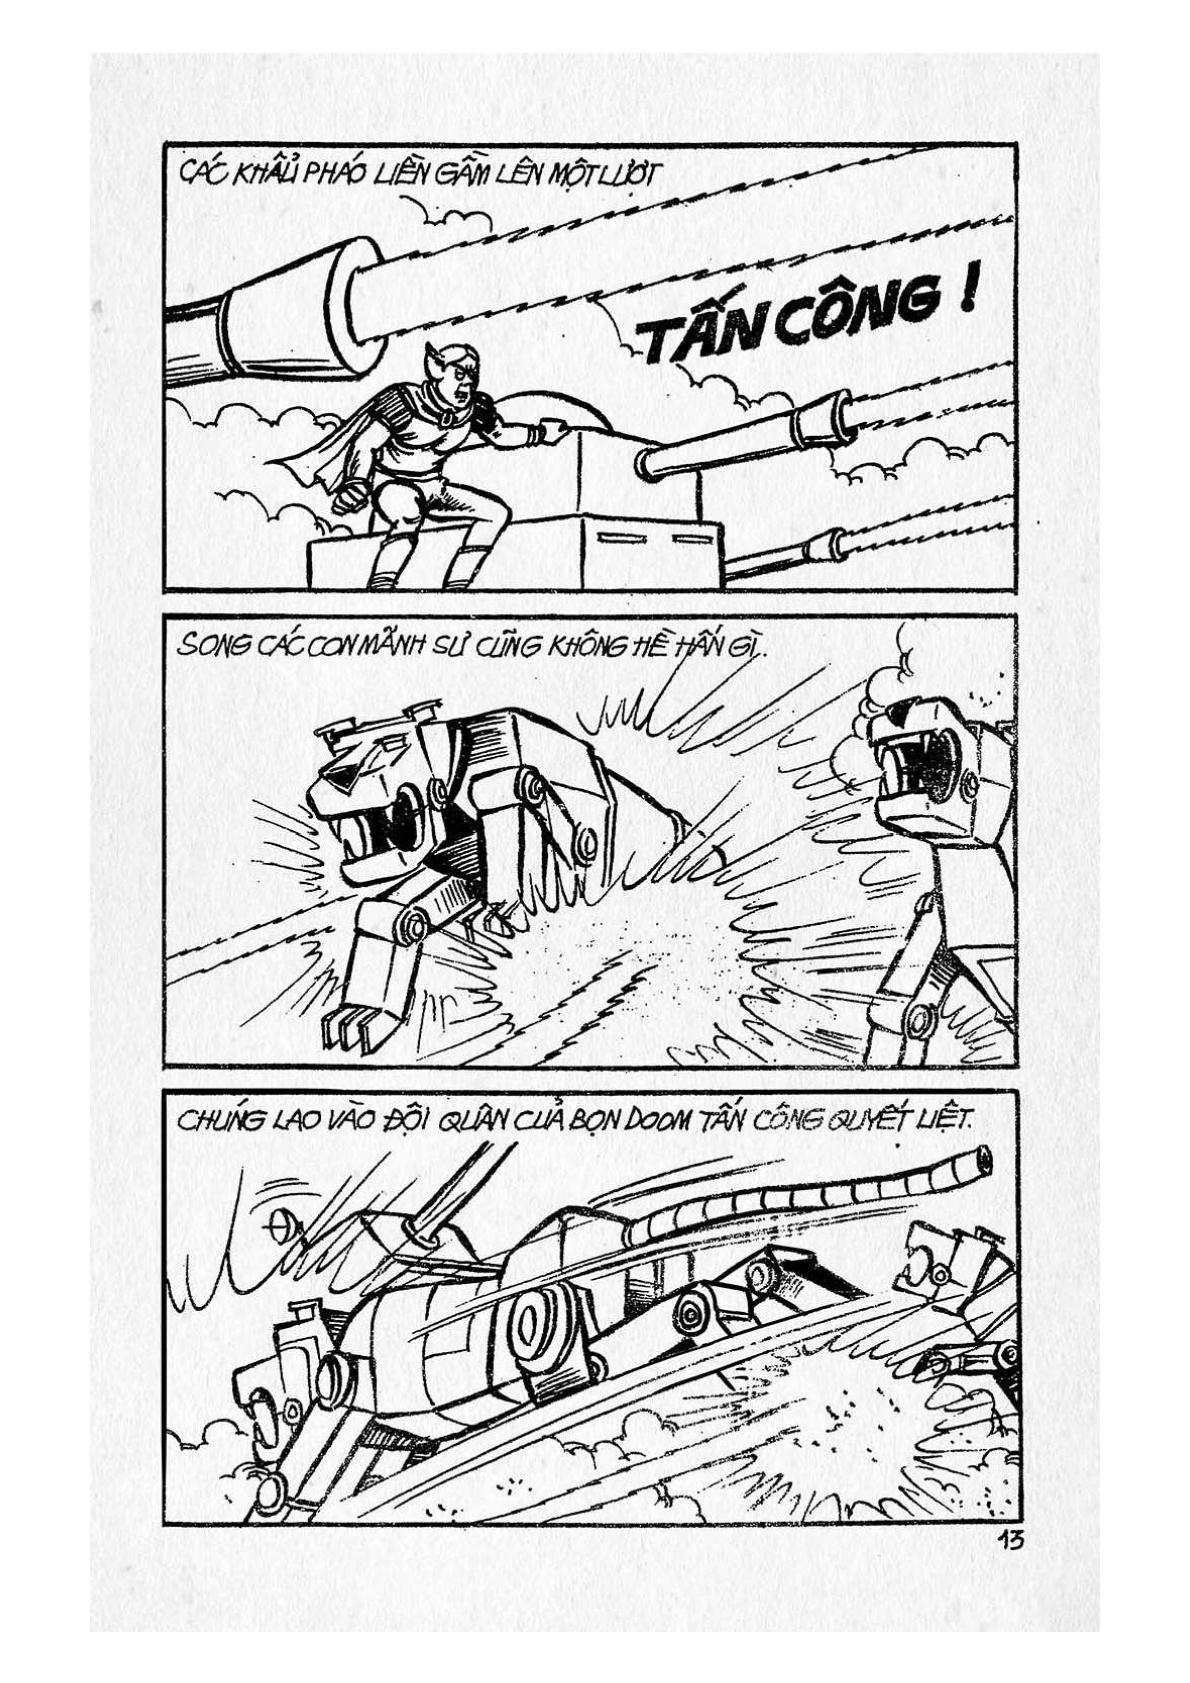 CÁC KHẨU PHÁO LIỀN GẦM LÊN MỘT LƯỢT
TẤN CÔNG !
SONG CÁC CON MÃNH SƯ CŨNG KHÔNG HỀ HẤN GÌ.
CHÚNG LAO VÀO ĐỘI QUÂN CỦA BỌN DOOM TẤN CÔNG QUYẾT LIỆT.
13